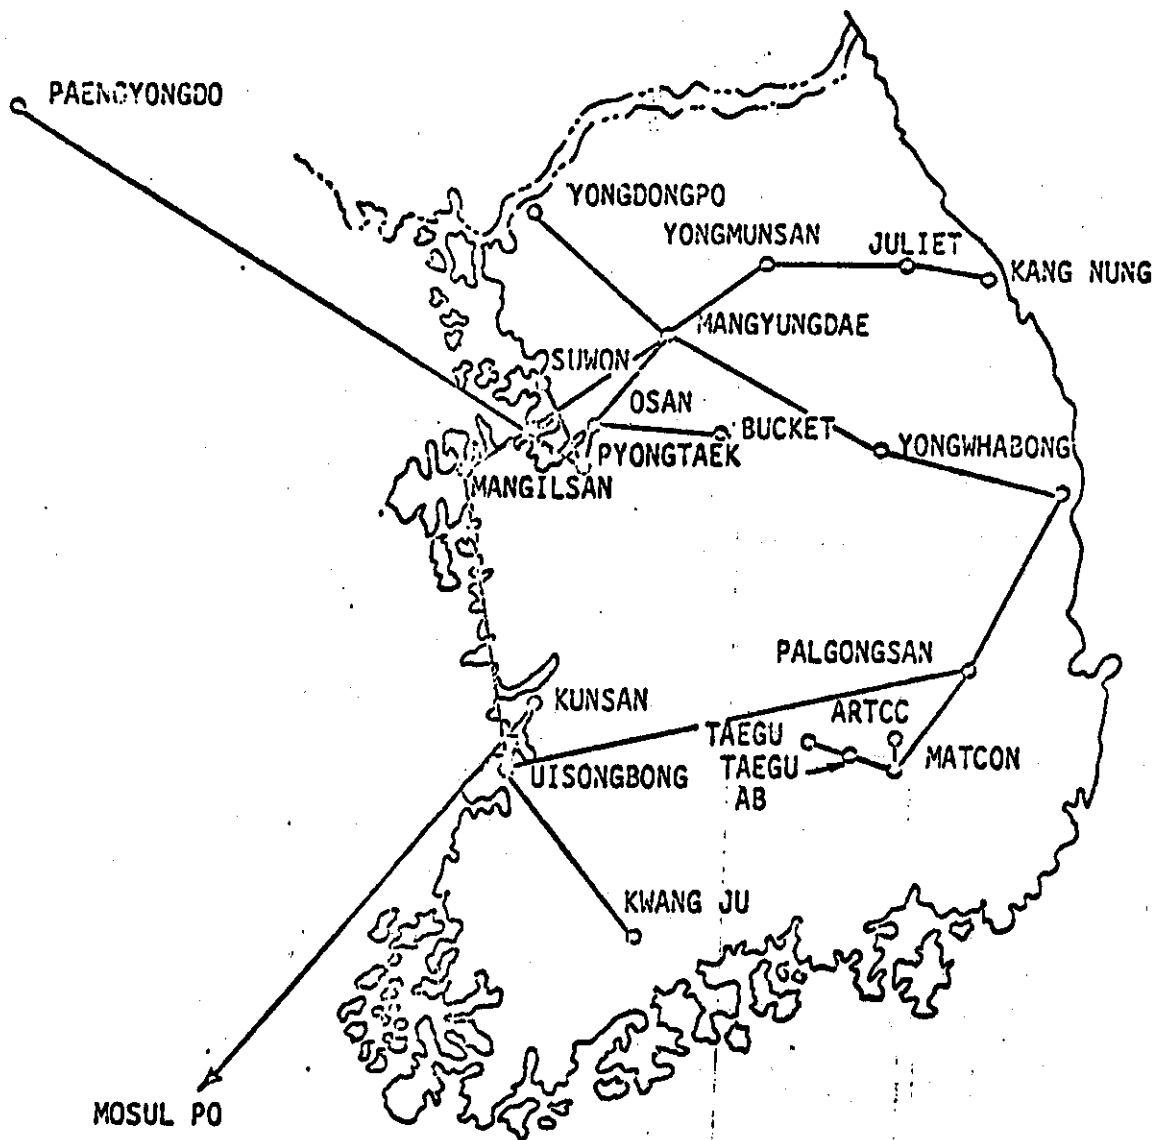 PAENGYONGDO
YONGDONGPO
YONGMUNSAN
JULIET
KANG NUNG
MANGYUNGDAE
SUWON
OSAN
BUCKET
YONGWHABONG
PYONGTAEK
MANGILSAN
PALGONGSAN
KUNSAN
ARTCC
TAEGU
MATCON
UISONGBONG
TAEGU
AB
KWANG JU
MOSUL PO